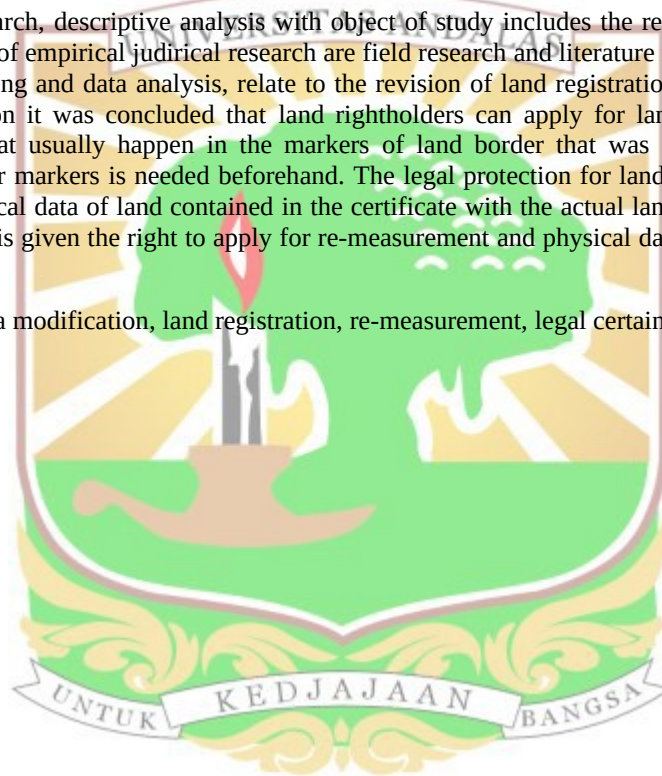 rch, descriptive analysis with object of study includes the re
of empirical judirical research are field research and literature
ng and data analysis, relate to the revision of land registratio
on it was concluded that land rightholders can apply for lan
at usually happen in the markers of land border that was
r markers is needed beforehand. The legal protection for land
cal data of land contained in the certificate with the actual lan
is given the right to apply for re-measurement and physical da
a modification, land registration, re-measurement, legal certain
UNIVERSITAS ANDALAS
UNTUK KEDJAJAAN BANGSA